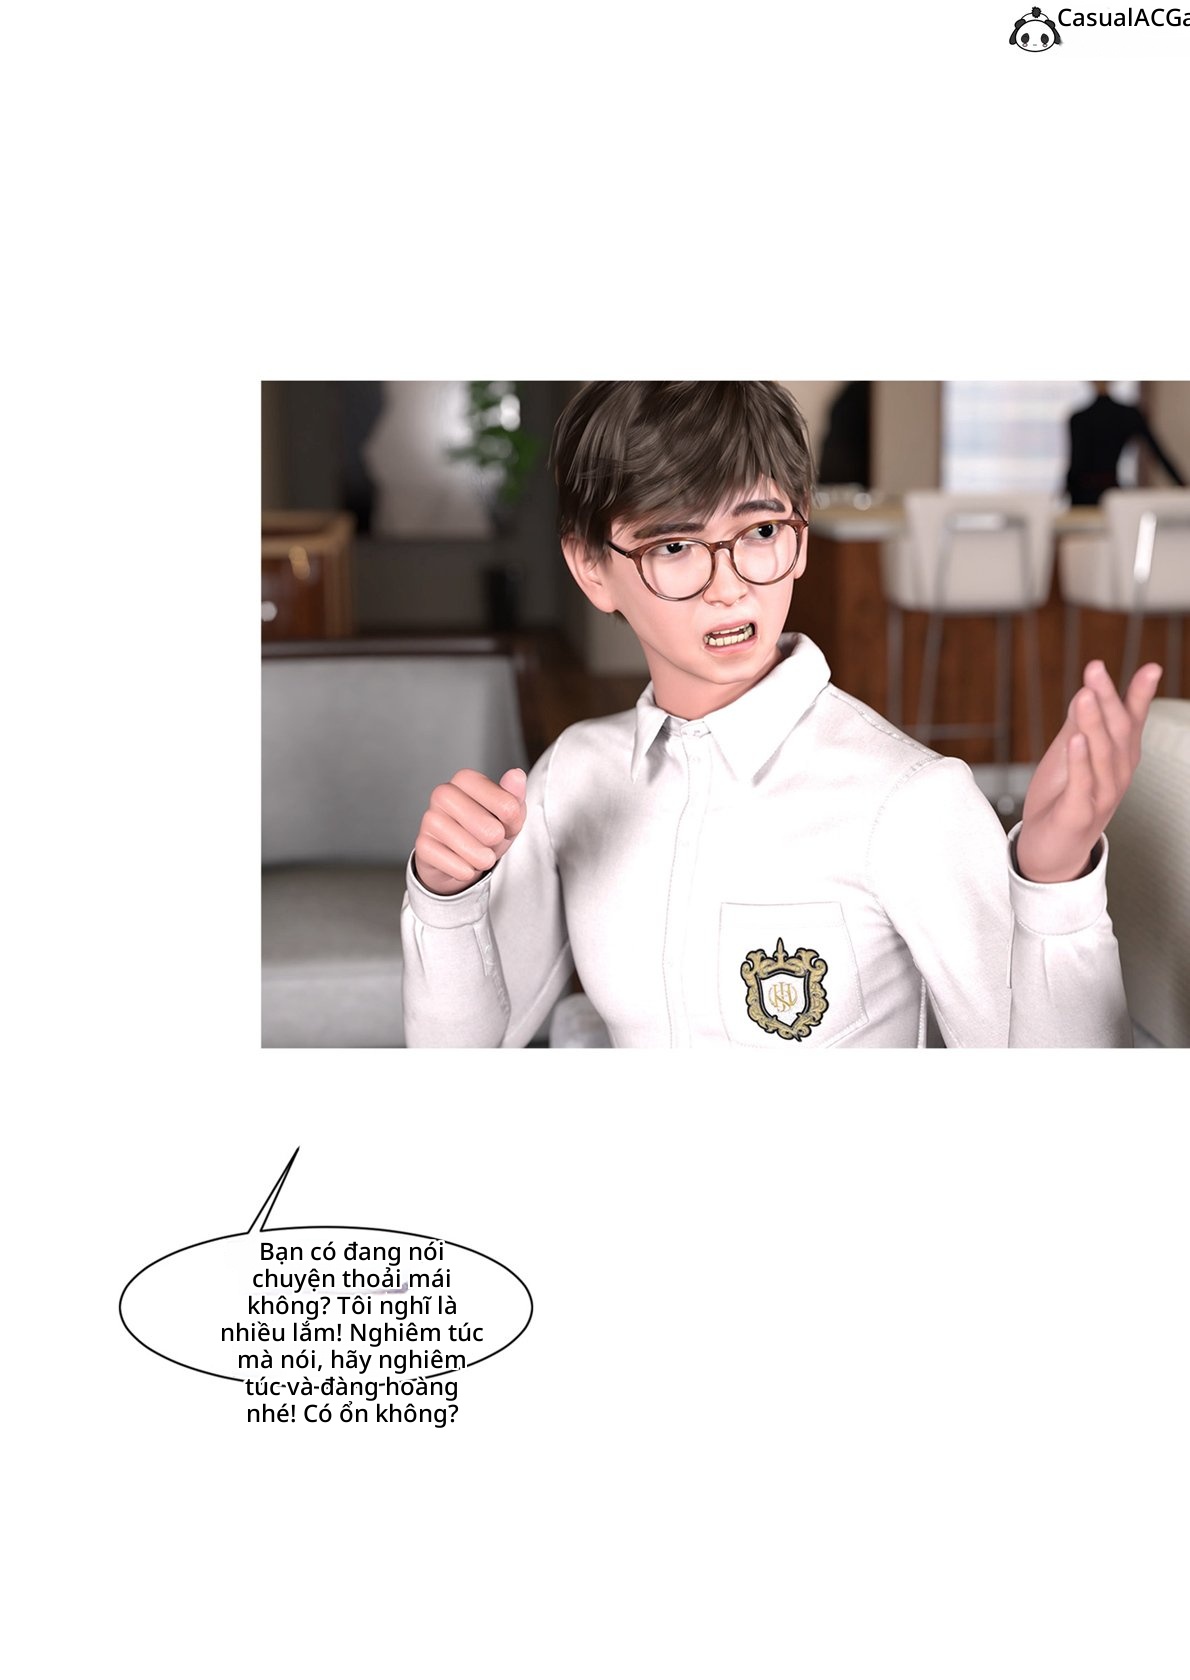 CasualACGa
Bạn có đang nói
chuyện thoải mái
không? Tôi nghĩ là
nhiều lắm! Nghiêm túc
mà nói, hãy nghiêm
túc và đàng hoàng
nhé! Có ổn không?